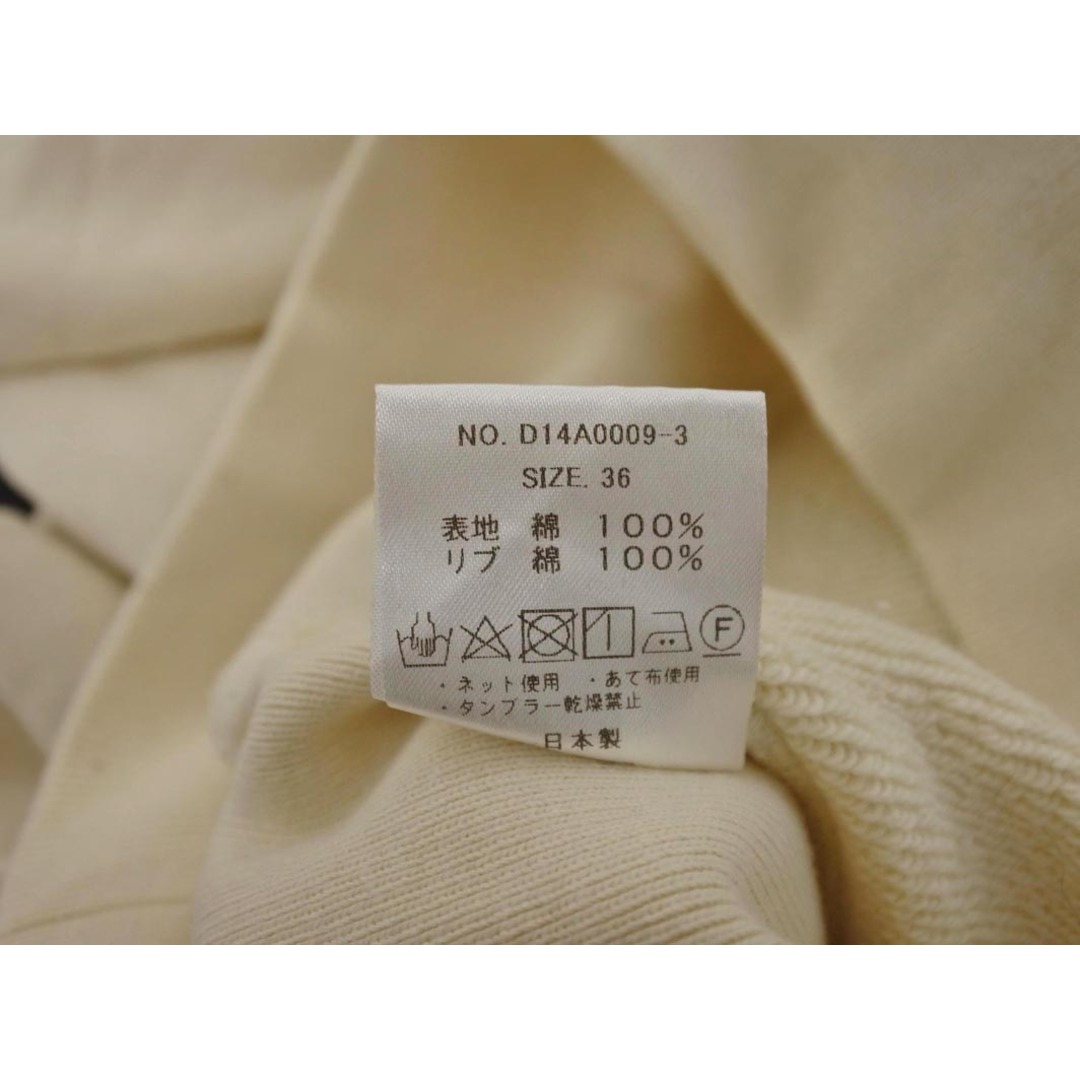 NO. D14A0009-3
SIZE. 36
表地 綿 100%
リブ 綿 100%
F
・ネット使用 ・あて布使用
・タンブラー乾燥禁止
日本製